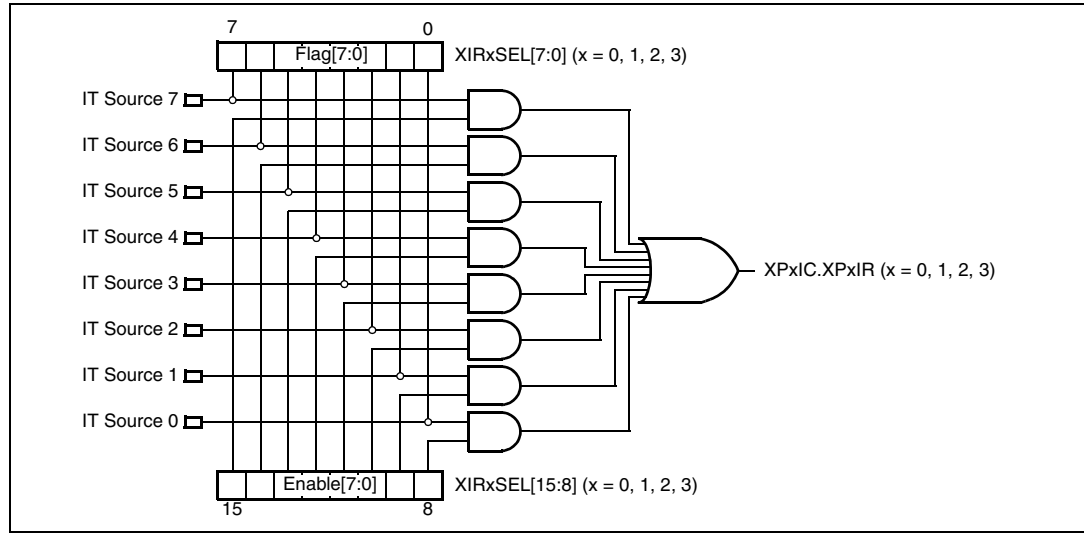 7 0
Flag[7:0] XIRxSEL[7:0] (x = 0, 1, 2, 3)
IT Source 7
IT Source 6
IT Source 5
IT Source 4
IT Source 3
IT Source 2
IT Source 1
IT Source 0
XPxIC.XPxIR (x = 0, 1, 2, 3)
Enable[7:0] XIRxSEL[15:8] (x = 0, 1, 2, 3)
15 8